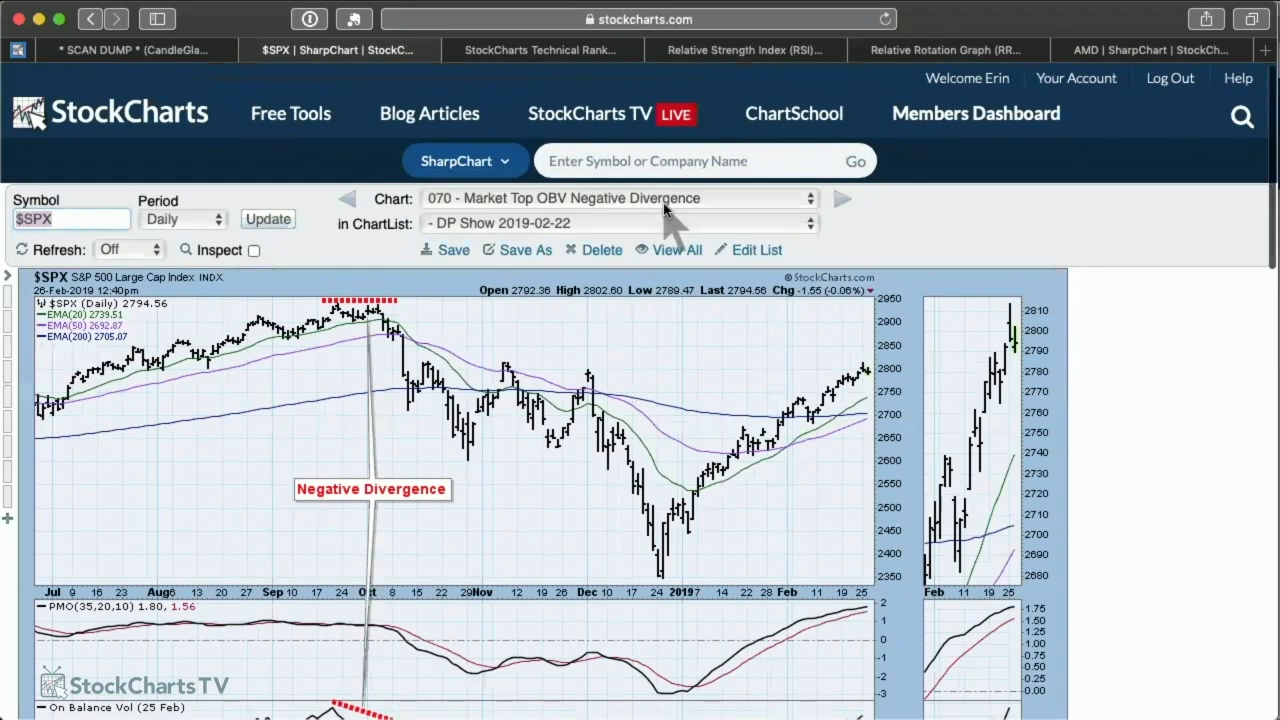 stockcharts.com
* SCAN DUMP * (CandleGla...
$SPX | SharpChart | StockC...
StockCharts Technical Rank...
Relative Strength Index (RSI)...
Relative Rotation Graph (RR...
AMD | SharpChart | StockCh...
Welcome Erin
Your Account
Log Out
Help
StockCharts
Free Tools
Blog Articles
StockCharts TV LIVE
ChartSchool
Members Dashboard
SharpChart
Enter Symbol or Company Name
Go
Symbol
Period
Chart: 070 - Market Top OBV Negative Divergence
$SPX
Daily
Update
in ChartList: - DP Show 2019-02-22
Refresh: Off
Inspect
Save
Save As
Delete
View All
Edit List
$SPX S&P 500 Large Cap Index INDX
© StockCharts.com
26-Feb-2019 12:40pm
Open 2792.36 High 2802.60 Low 2789.47 Last 2794.56 Chg -1.55 (-0.06%)
$SPX (Daily) 2794.56
EMA(20) 2739.51
EMA(50) 2692.87
EMA(200) 2705.07
2950
2900
2850
2800
2750
2700
2650
2600
2550
2500
2450
2400
2350
2810
2800
2790
2780
2770
2760
2750
2740
2730
2720
2710
2700
2690
2680
Negative Divergence
Jul 9 16 23 Aug6 13 20 27 Sep 10 17 24 Oct 8 15 22 29 Nov 12 19 26 Dec 10 17 24 2019 7 14 22 28 Feb 11 19 25
Feb 11 19 25
PMO(35,20,10) 1.80, 1.56
2
1
0
-1
-2
-3
1.75
1.50
1.25
1.00
0.75
0.50
0.25
0.00
StockChartsTV
On Balance Vol (25 Feb)